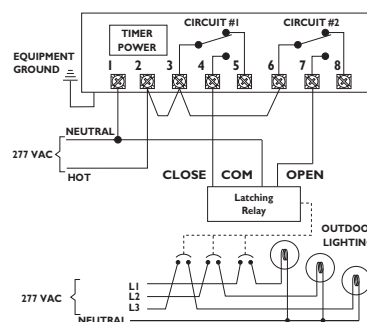 CIRCUIT #1 CIRCUIT #2
TIMER
POWER
EQUIPMENT
GROUND
1 2 3 4 5 6 7 8
NEUTRAL
277 VAC
HOT
CLOSE COM OPEN
Latching
Relay
OUTDOO
LIGHTING
277 VAC
L1
L2
L3
NEUTRAL